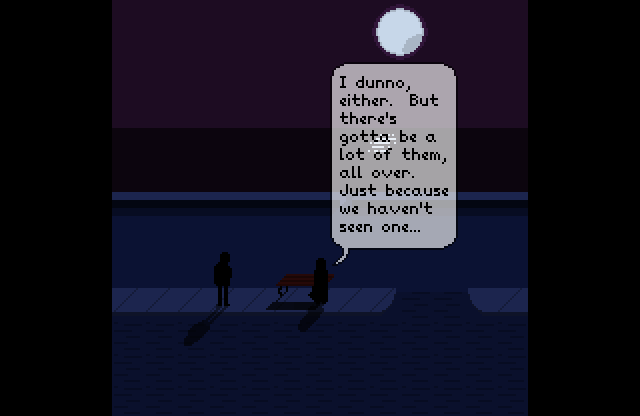 I dunno,
either.  But
there's
gotta be a
lot of them,
all over.
Just because
we haven't
seen one...